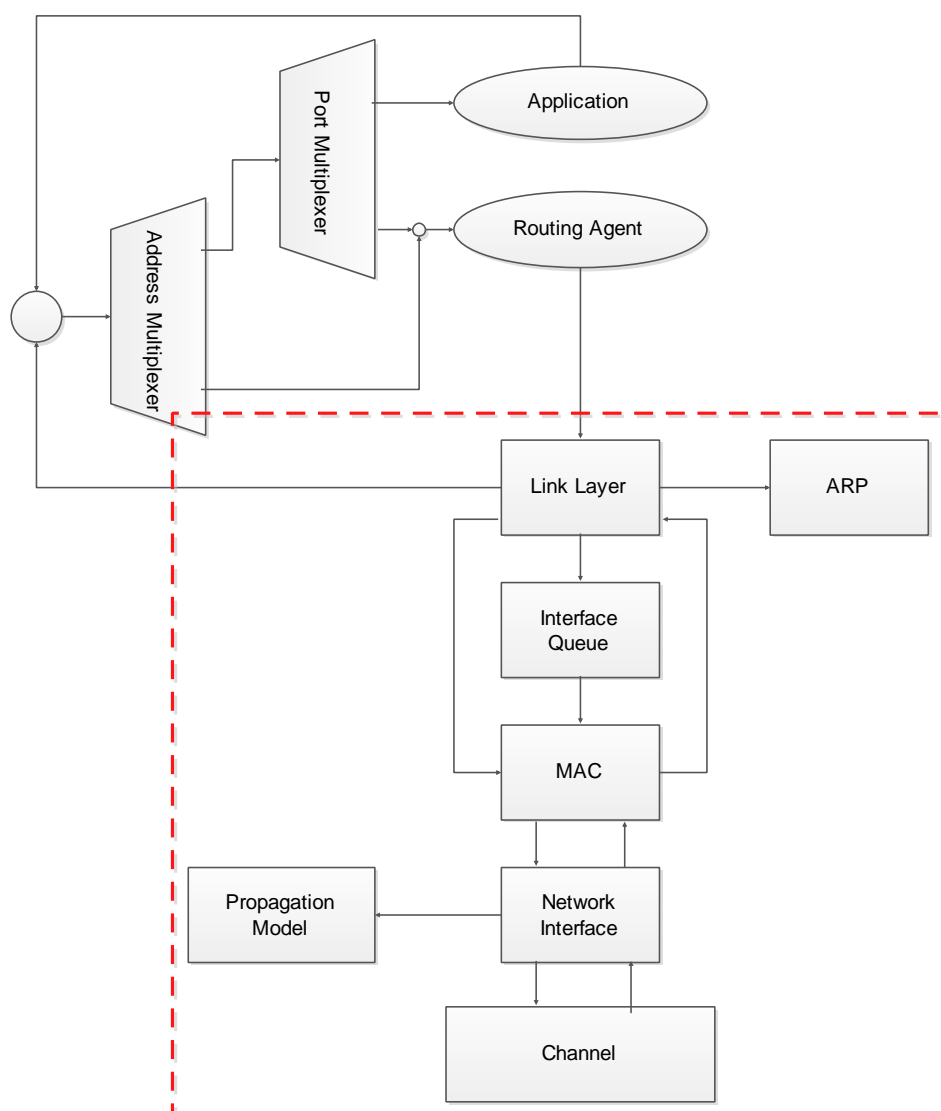 Application
Port Multiplexer
Routing Agent
Address Multiplexer
Link Layer
ARP
Interface
Queue
MAC
Propagation
Model
Network
Interface
Channel